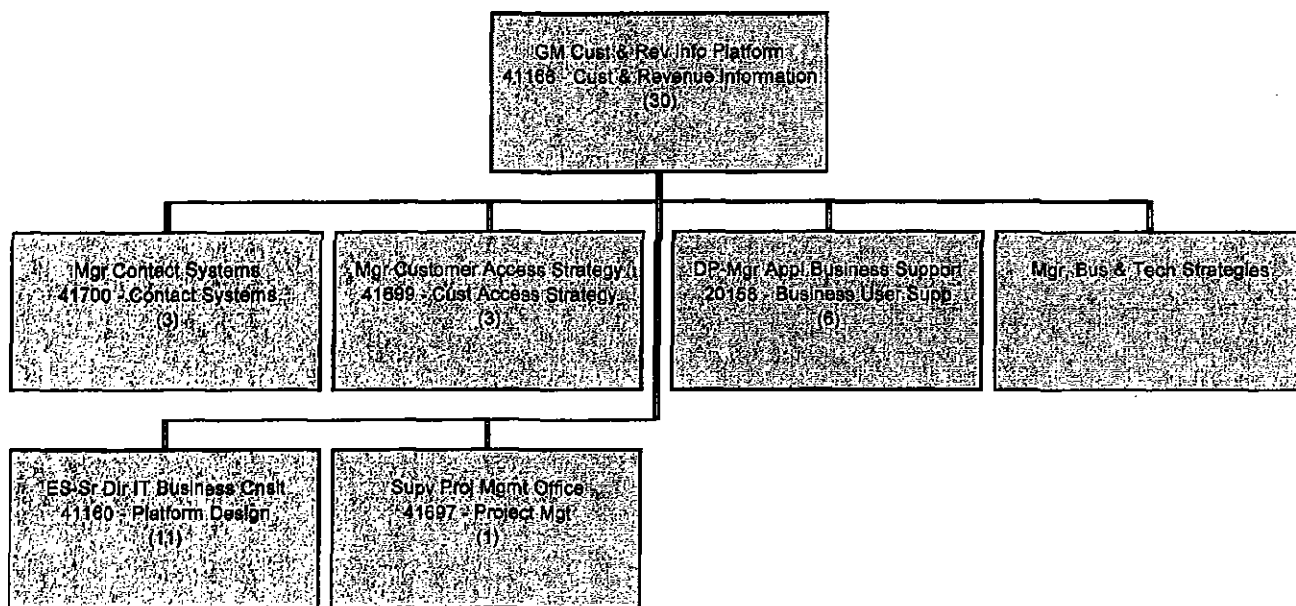 GM Cust & Rev Info Platform
41166 - Cust & Revenue Information
(30)
Mgr Contact Systems
41700 - Contact Systems
(3)
Mgr Customer Access Strategy
41699 - Cust Access Strategy
(3)
DP-Mgr Appl Business Support
20158 - Business User Supp
(6)
Mgr, Bus & Tech Strategies
ES-Sr Dir IT Business Cnslt
41160 - Platform Design
(11)
Supv Proj Mgmt Office
41697 - Project Mgt
(1)